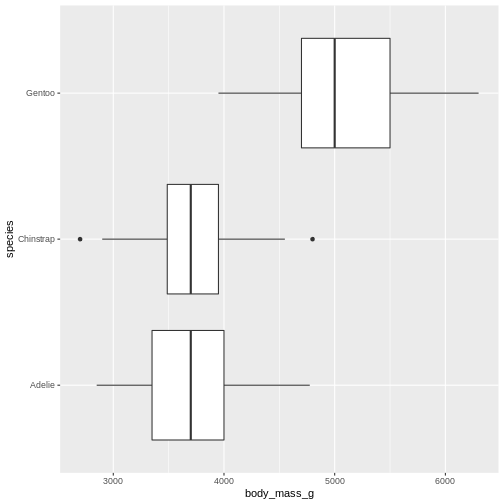 Gentoo
Chinstrap
Adelie
species
3000 4000 5000 6000
body_mass_g